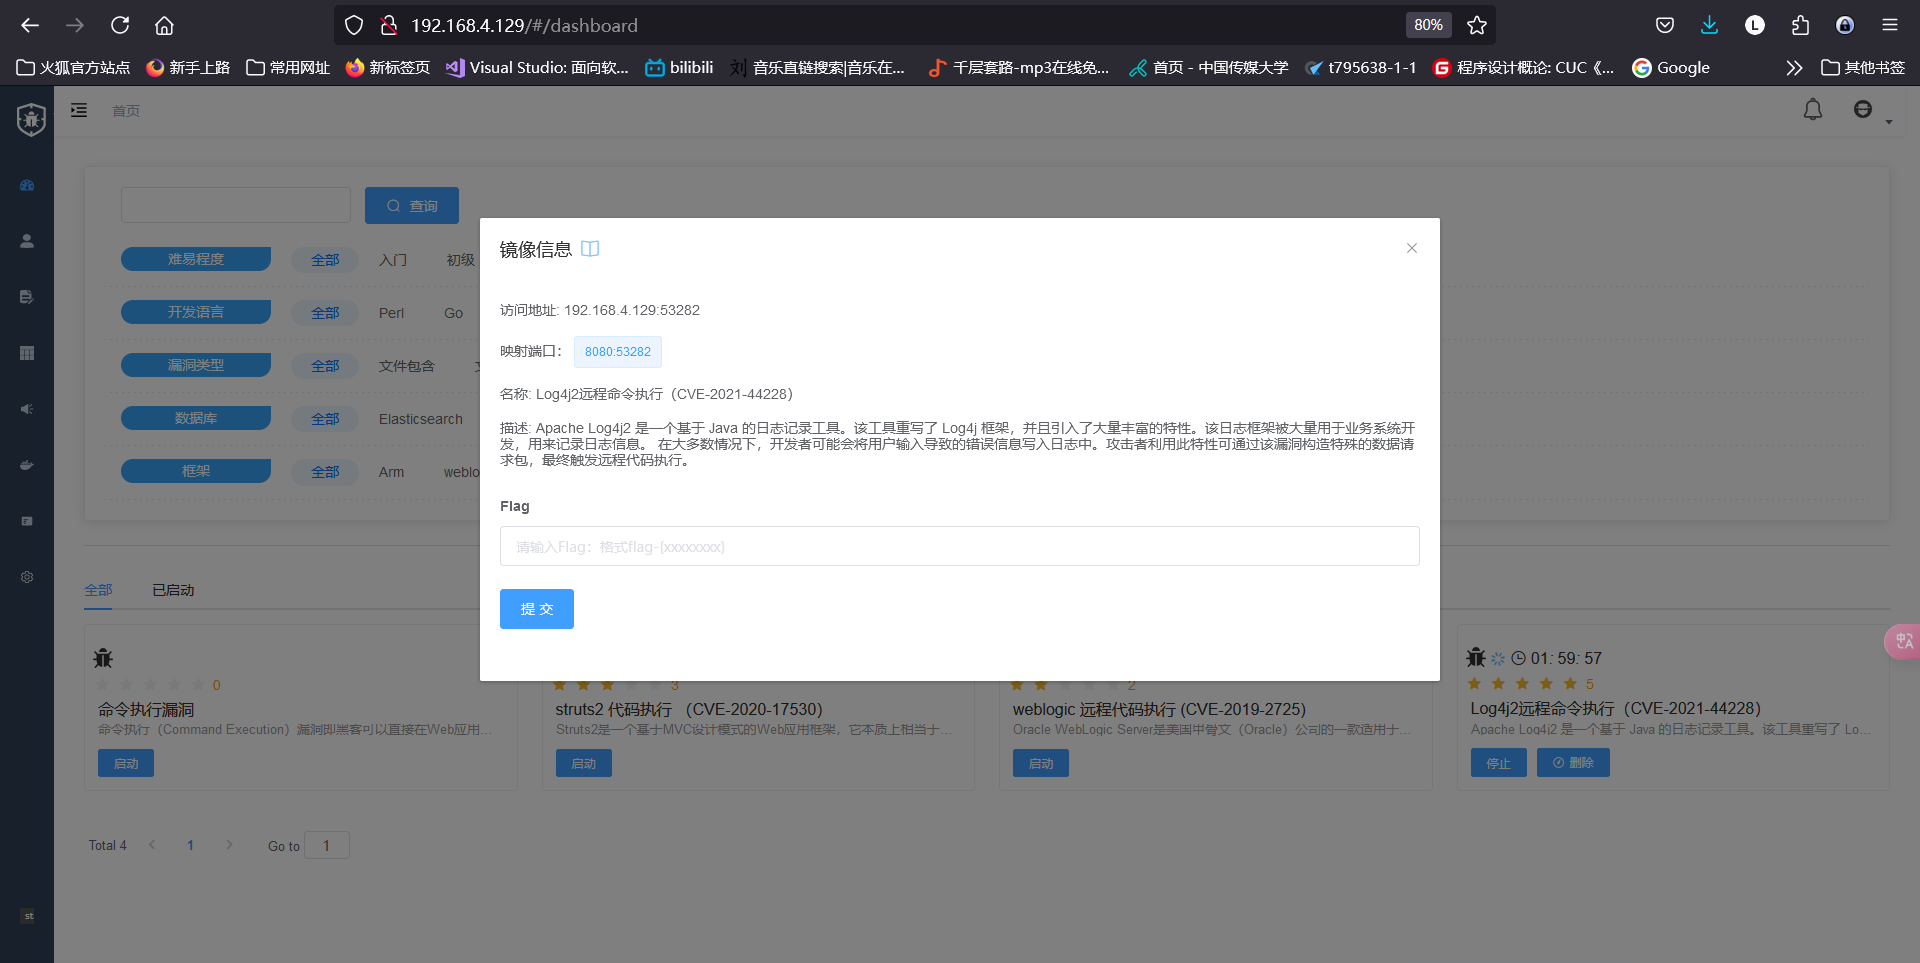 192.168.4.129/#/dashboard
80%
L
火狐官方站点
新手上路
常用网址
新标签页
Visual Studio: 面向软...
bilibili
刘 音乐直链搜索|音乐在...
千层套路-mp3在线免...
首页 - 中国传媒大学
t795638-1-1
程序设计概论: CUC《...
Google
其他书签
首页
查询
难易程度 全部 入门 初级
开发语言 全部 Perl Go
漏洞类型 全部 文件包含
数据库 全部 Elasticsearch
框架 全部 Arm weblo
镜像信息
访问地址: 192.168.4.129:53282
映射端口: 8080:53282
名称: Log4j2远程命令执行（CVE-2021-44228）
描述: Apache Log4j2 是一个基于 Java 的日志记录工具。该工具重写了 Log4j 框架，并且引入了大量丰富的特性。该日志框架被大量用于业务系统开
发，用来记录日志信息。 在大多数情况下，开发者可能会将用户输入导致的错误信息写入日志中。攻击者利用此特性可通过该漏洞构造特殊的数据请
求包，最终触发远程代码执行。
Flag
请输入Flag：格式flag-{xxxxxxxx}
提 交
全部 已启动
0
命令执行漏洞
命令执行（Command Execution）漏洞即黑客可以直接在Web应用...
启动
3
struts2 代码执行 （CVE-2020-17530）
Struts2是一个基于MVC设计模式的Web应用框架，它本质上相当于...
启动
2
weblogic 远程代码执行 (CVE-2019-2725)
Oracle WebLogic Server是美国甲骨文（Oracle）公司的一款适用于...
启动
01: 59: 57
5
Log4j2远程命令执行（CVE-2021-44228）
Apache Log4j2 是一个基于 Java 的日志记录工具。该工具重写了 Lo...
停止
删除
Total 4 1 Go to 1
st